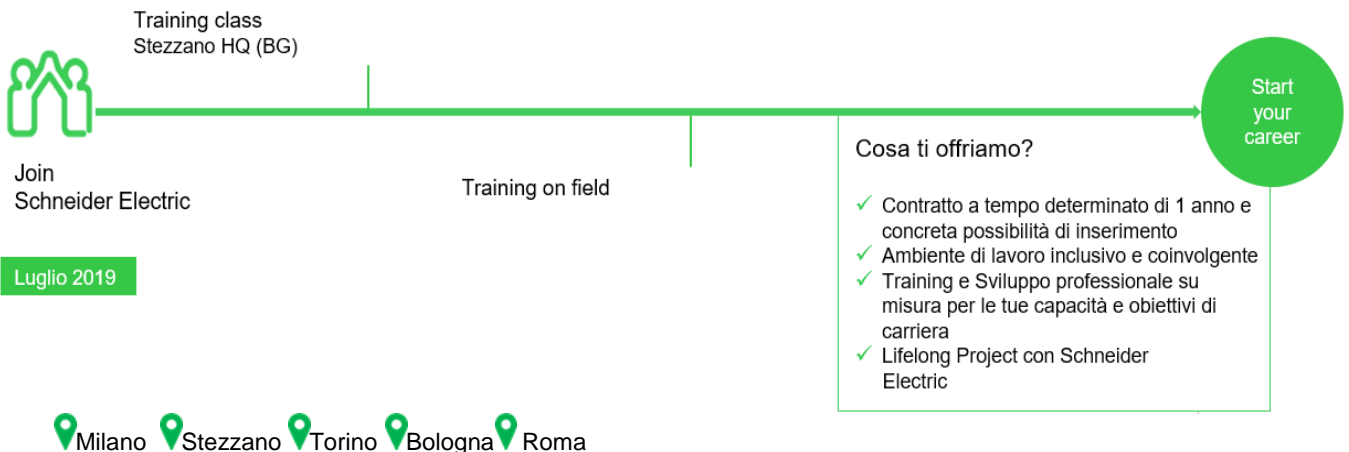 Training class
Stezzano HQ (BG)
Join
Schneider Electric
Luglio 2019
Training on field
Start
your
career
Cosa ti offriamo?
✓ Contratto a tempo determinato di 1 anno e
concreta possibilità di inserimento
✓ Ambiente di lavoro inclusivo e coinvolgente
✓ Training e Sviluppo professionale su
misura per le tue capacità e obiettivi di
carriera
✓ Lifelong Project con Schneider
Electric
Milano Stezzano Torino Bologna Roma